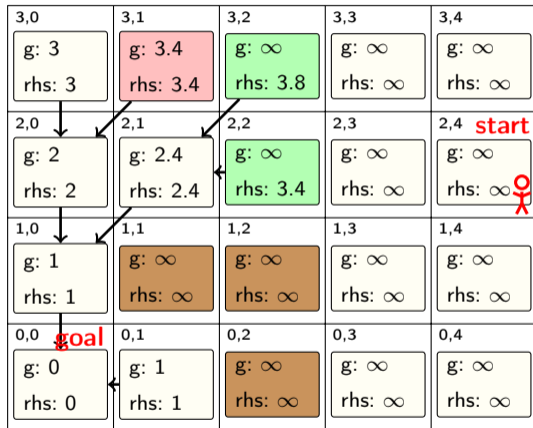 3,0 3,1 3,2 3,3 3,4
g: 3 g: 3.4 g: ∞ g: ∞ g: ∞
rhs: 3 rhs: 3.4 rhs: 3.8 rhs: ∞ rhs: ∞
2,0 2,1 2,2 2,3 2,4 start
g: 2 g: 2.4 g: ∞ g: ∞ g: ∞
rhs: 2 rhs: 2.4 rhs: 3.4 rhs: ∞ rhs: ∞
1,0 1,1 1,2 1,3 1,4
g: 1 g: ∞ g: ∞ g: ∞ g: ∞
rhs: 1 rhs: ∞ rhs: ∞ rhs: ∞ rhs: ∞
0,0 goal 0,1 0,2 0,3 0,4
g: 0 g: 1 g: ∞ g: ∞ g: ∞
rhs: 0 rhs: 1 rhs: ∞ rhs: ∞ rhs: ∞